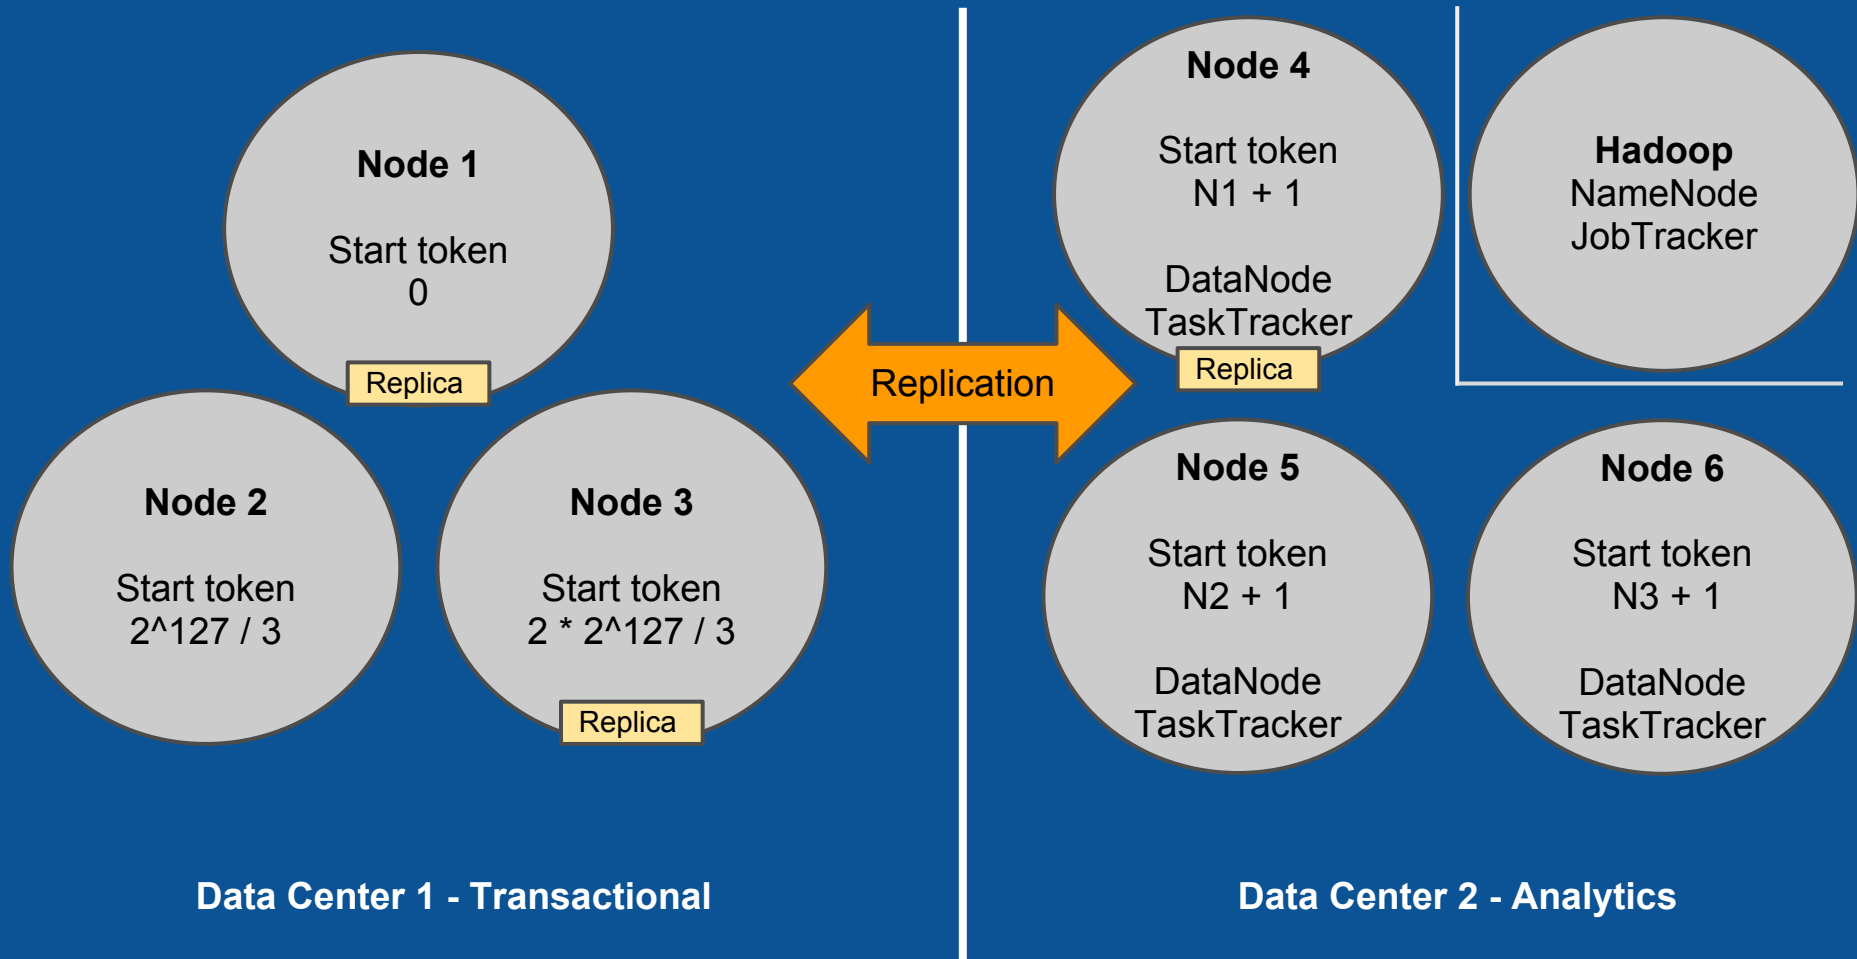 Node 1
Start token
0
Replica
Node 2
Start token
2^127 / 3
Node 3
Start token
2 * 2^127 / 3
Replica
Data Center 1 - Transactional
Replication
Node 4
Start token
N1 + 1
DataNode
TaskTracker
Replica
Hadoop
NameNode
JobTracker
Node 5
Start token
N2 + 1
DataNode
TaskTracker
Node 6
Start token
N3 + 1
DataNode
TaskTracker
Data Center 2 - Analytics